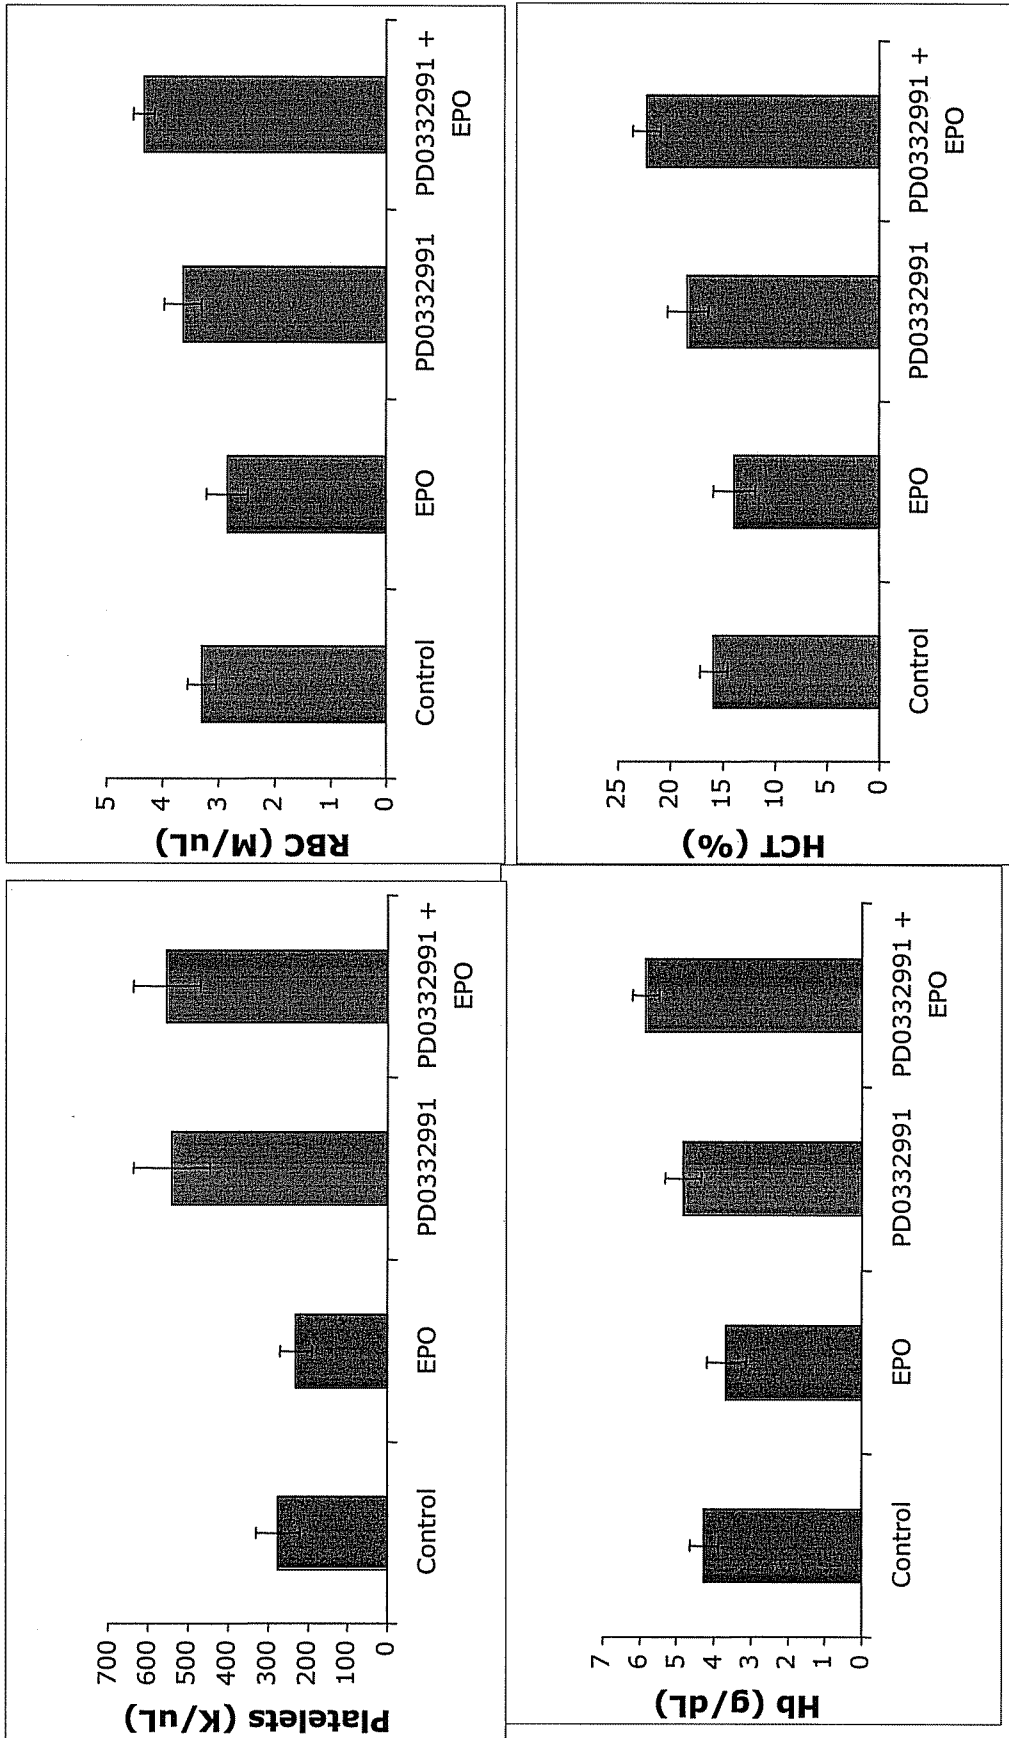 700
600
500
400
300
200
100
0
Platelets (K/uL)
Control
EPO
PD0332991
PD0332991 +
EPO
5
4
3
2
1
0
RBC (M/uL)
Control
EPO
PD0332991
PD0332991 +
EPO
7
6
5
4
3
2
1
0
Hb (g/dL)
Control
EPO
PD0332991
PD0332991 +
EPO
25
20
15
10
5
0
HCT (%)
Control
EPO
PD0332991
PD0332991 +
EPO